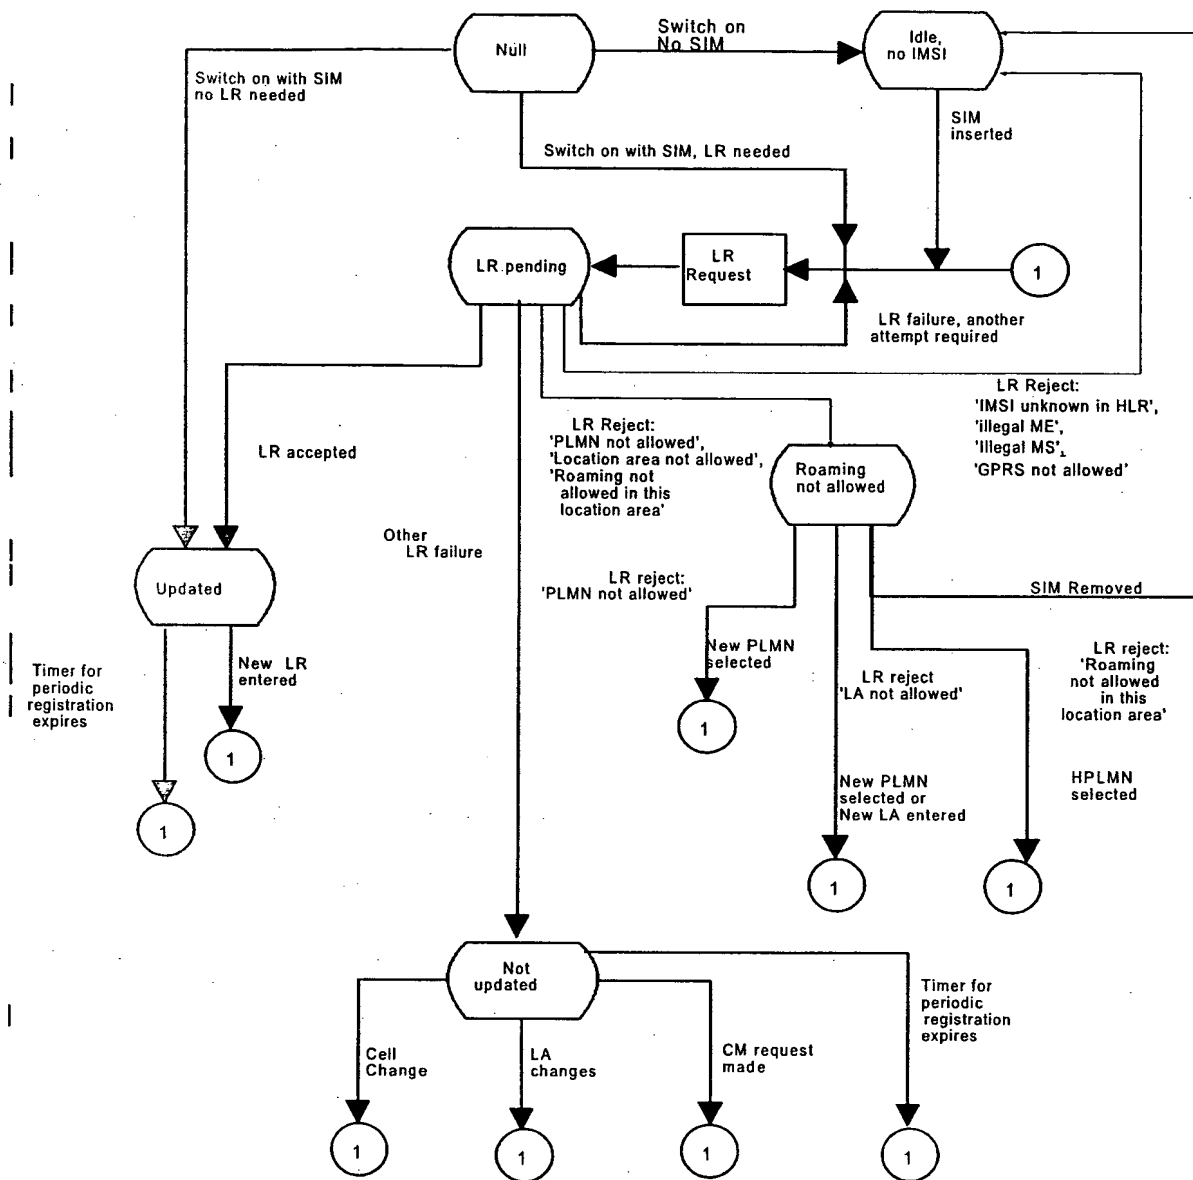 Null
Switch on
No SIM
Idle,
no IMSI
Switch on with SIM
no LR needed
SIM
inserted
Switch on with SIM, LR needed
LR pending
LR
Request
1
LR failure, another
attempt required
LR Reject:
'IMSI unknown in HLR',
'illegal ME',
'Illegal MS',
'GPRS not allowed'
LR Reject:
'PLMN not allowed',
'Location area not allowed',
'Roaming not
allowed in this
location area'
LR accepted
Roaming
not allowed
Other
LR failure
Updated
LR reject:
'PLMN not allowed'
SIM Removed
New PLMN
selected
LR reject
'LA not allowed'
LR reject:
'Roaming
not allowed
in this
location area'
Timer for
periodic
registration
expires
New LR
entered
1
1
1
New PLMN
selected or
New LA entered
HPLMN
selected
1
1
Not
updated
Timer for
periodic
registration
expires
Cell
Change
LA
changes
CM request
made
1
1
1
1